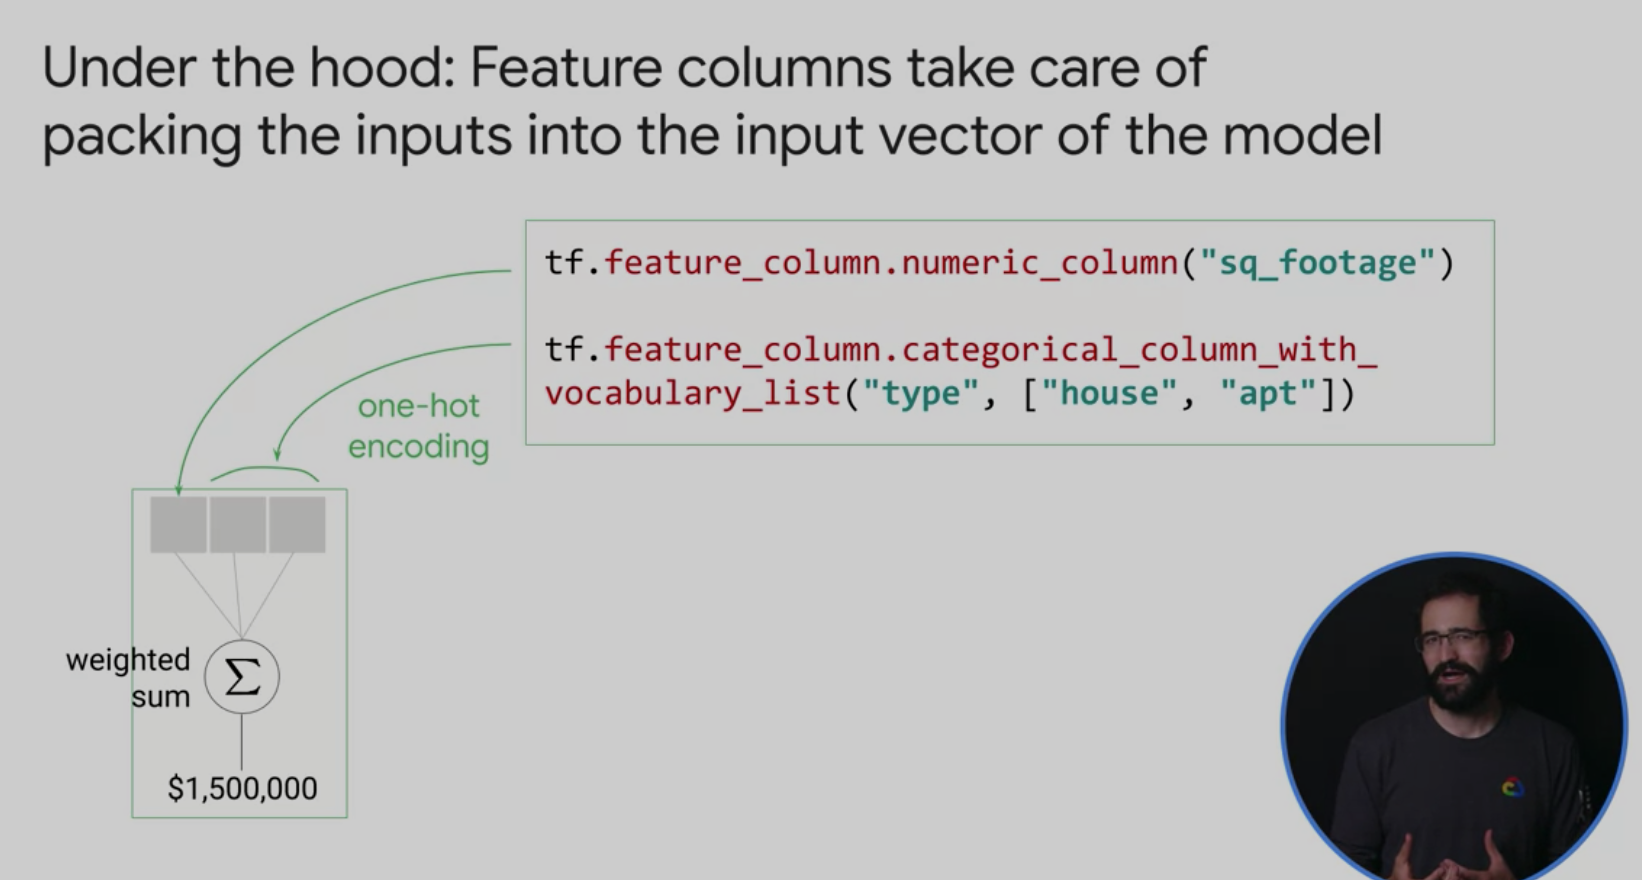 Under the hood: Feature columns take care of
packing the inputs into the input vector of the model
tf.feature_column.numeric_column("sq_footage")
tf.feature_column.categorical_column_with_
vocabulary_list("type", ["house", "apt"])
one-hot
encoding
weighted
sum
Σ
$1,500,000